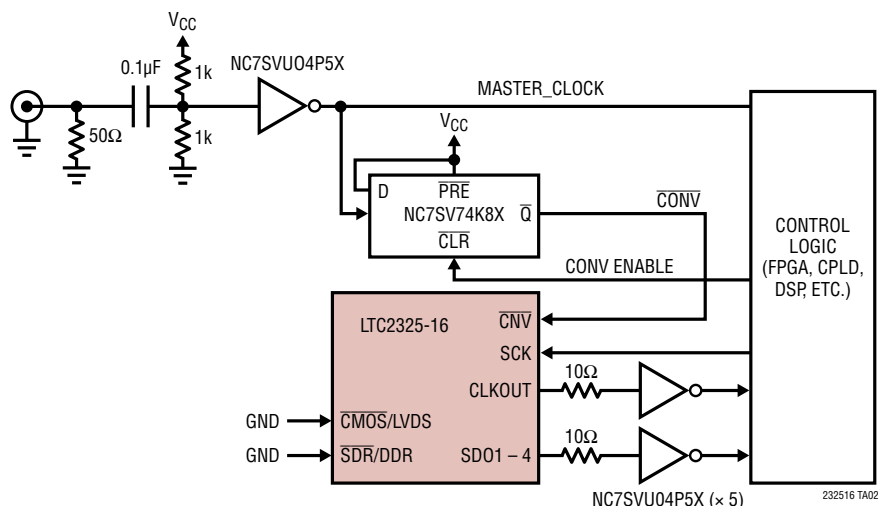 VCC
0.1µF
1k
NC7SVU04P5X
MASTER_CLOCK
50Ω
1k
VCC
D
PRE
NC7SV74K8X
Q
CLR
CONV
CONV ENABLE
CONTROL
LOGIC
(FPGA, CPLD,
DSP, ETC.)
LTC2325-16
CNV
SCK
CLKOUT
10Ω
GND
CMOS/LVDS
GND
SDR/DDR
SDO1 – 4
10Ω
NC7SVU04P5X (× 5)
232516 TA02